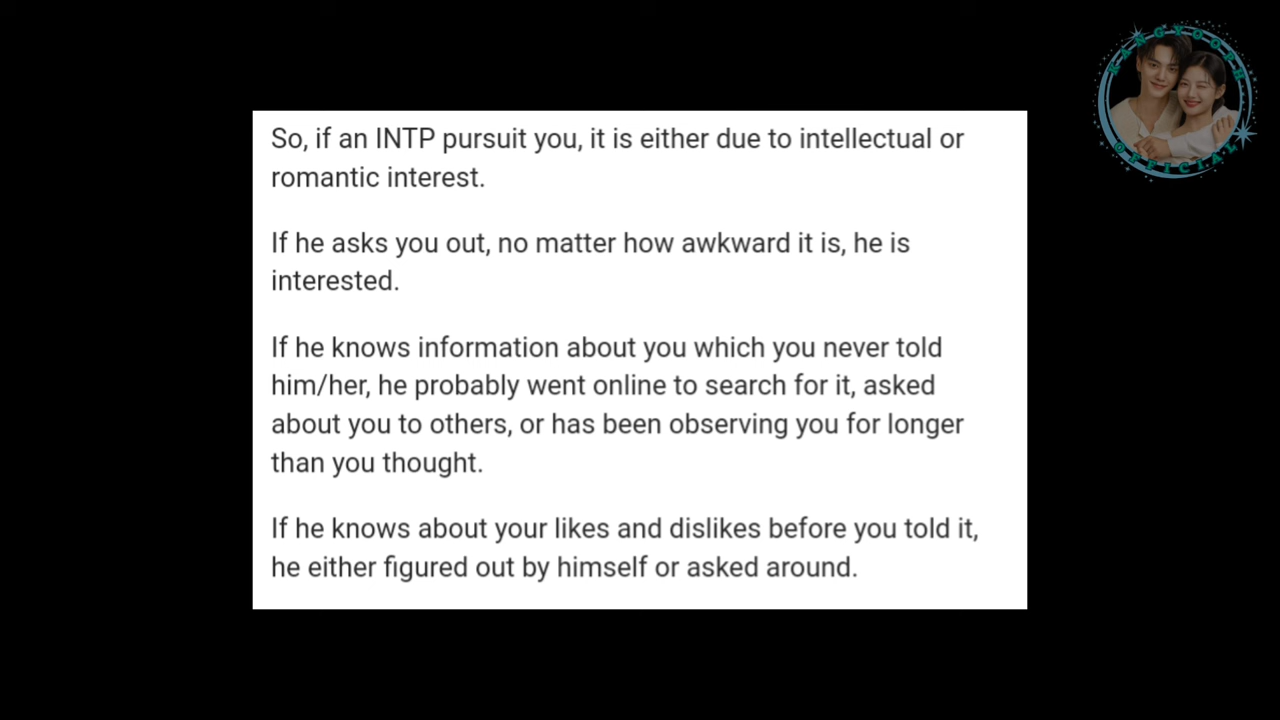 KANGYOOPH
OFFICIAL
So, if an INTP pursuit you, it is either due to intellectual or
romantic interest.
If he asks you out, no matter how awkward it is, he is
interested.
If he knows information about you which you never told
him/her, he probably went online to search for it, asked
about you to others, or has been observing you for longer
than you thought.
If he knows about your likes and dislikes before you told it,
he either figured out by himself or asked around.